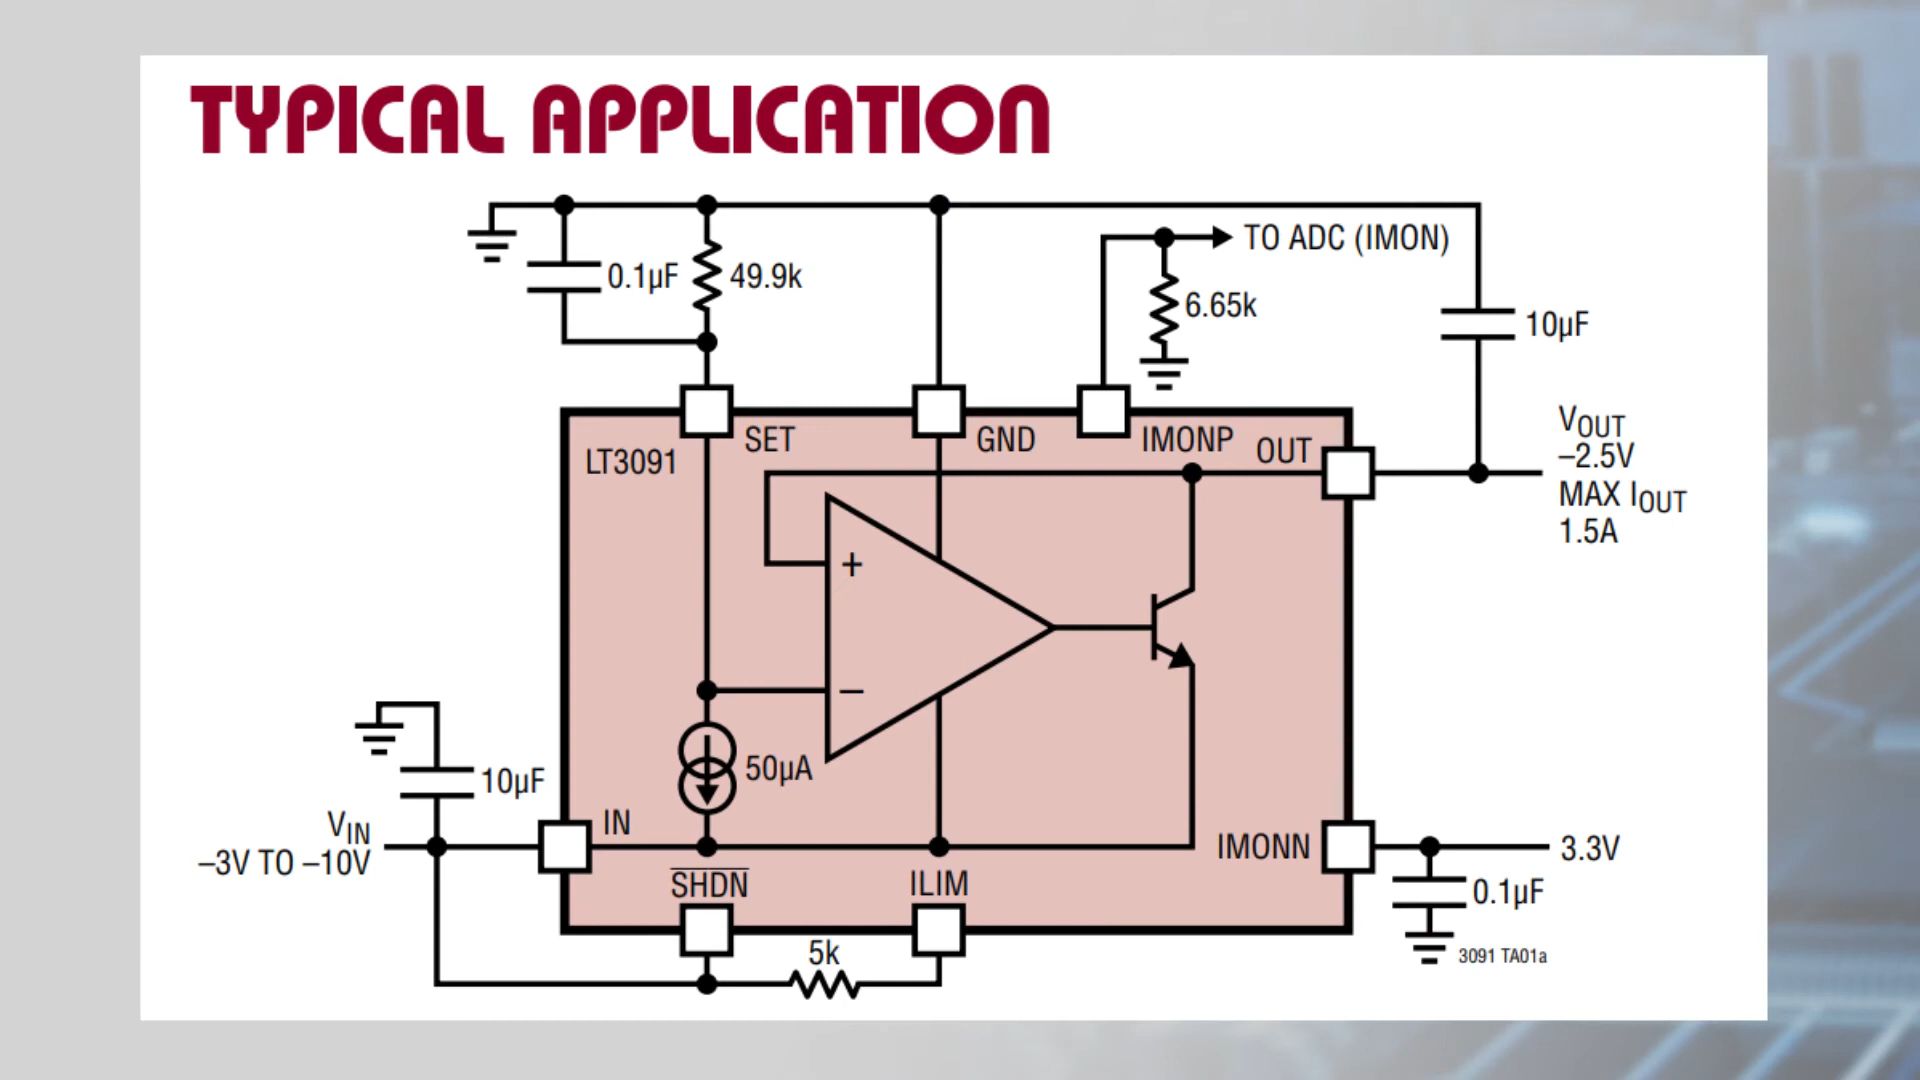 TYPICAL APPLICATION
TO ADC (IMON)
0.1µF
49.9k
6.65k
10µF
SET
GND
IMONP
OUT
LT3091
VOUT
–2.5V
MAX IOUT
1.5A
+
–
50µA
10µF
VIN
–3V TO –10V
IN
IMONN
3.3V
SHDN
ILIM
0.1µF
5k
3091 TA01a